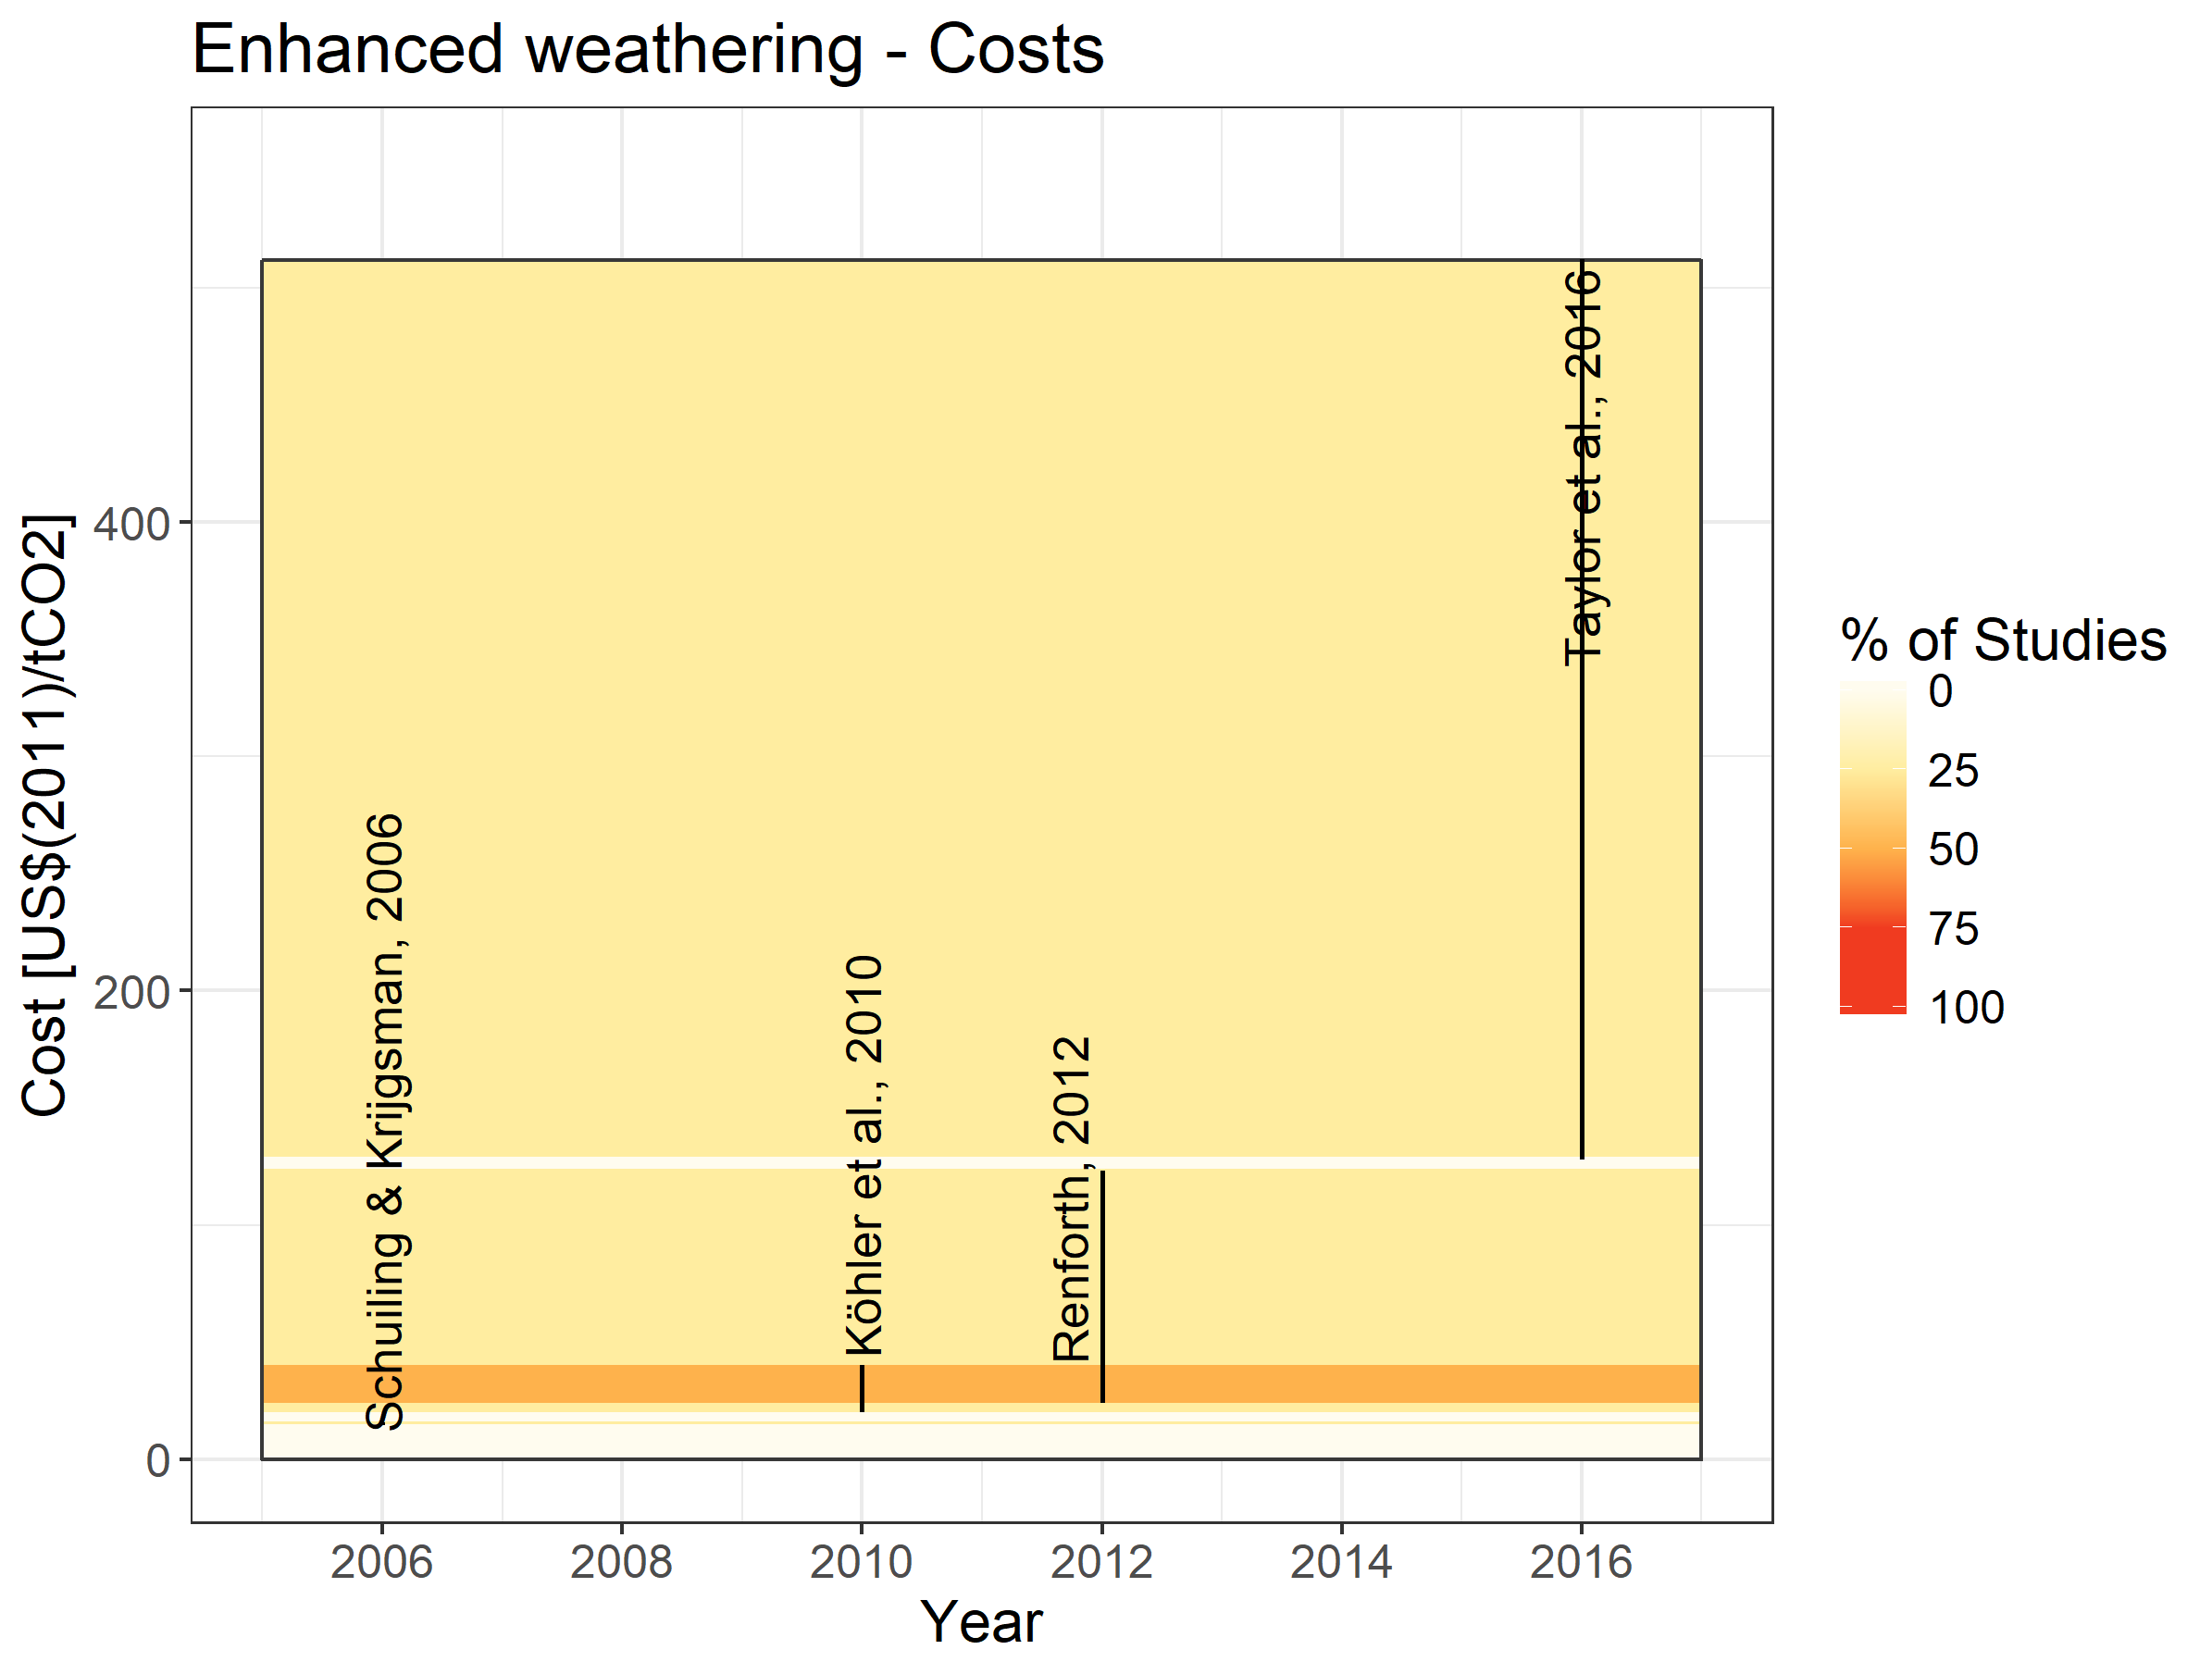 Enhanced weathering - Costs
Cost [US$(2011)/tCO2]
400
200
0
Schuiling & Krijgsman, 2006
Köhler et al., 2010
Renforth, 2012
Taylor et al., 2016
2006
2008
2010
2012
2014
2016
Year
% of Studies
0
25
50
75
100